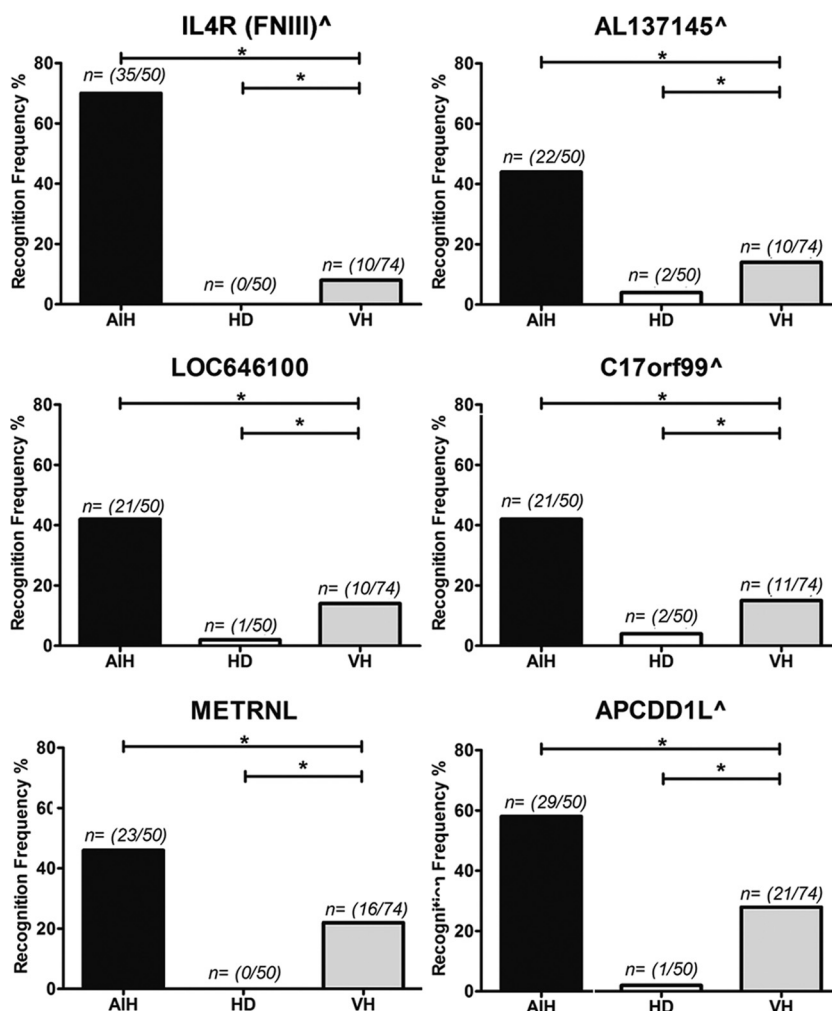 IL4R (FNIII)^
Recognition Frequency %
80
60
40
20
0
n= (35/50)
n= (0/50)
n= (10/74)
*
*
AIH HD VH
AL137145^
Recognition Frequency %
80
60
40
20
0
n= (22/50)
n= (2/50)
n= (10/74)
*
*
AIH HD VH
LOC646100
Recognition Frequency %
80
60
40
20
0
n= (21/50)
n= (1/50)
n= (10/74)
*
*
AIH HD VH
C17orf99^
Recognition Frequency %
80
60
40
20
0
n= (21/50)
n= (2/50)
n= (11/74)
*
*
AIH HD VH
METRNL
Recognition Frequency %
80
60
40
20
0
n= (23/50)
n= (0/50)
n= (16/74)
*
*
AIH HD VH
APCDD1L^
Recognition Frequency %
80
60
40
20
0
n= (29/50)
n= (1/50)
n= (21/74)
*
*
AIH HD VH